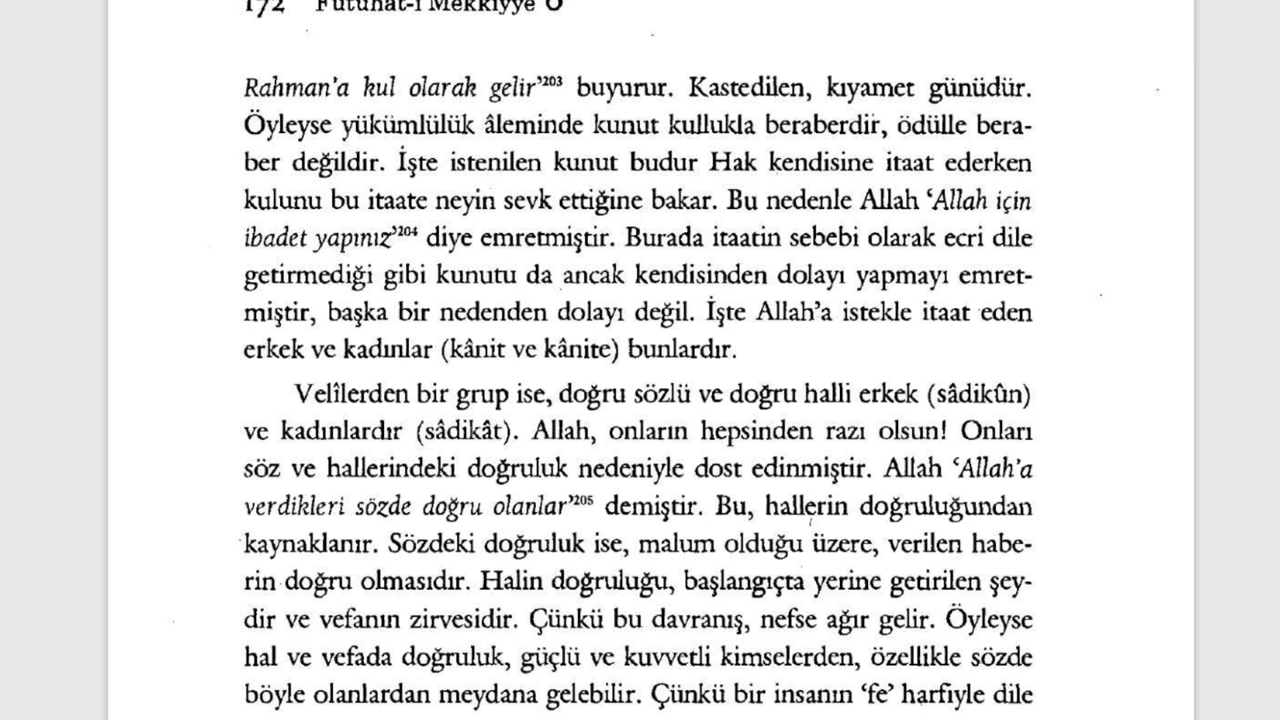 172 Fütûhât-ı Mekkiyye 
Rahman'a kul olarak gelir'203 buyurur. Kastedilen, kıyamet günüdür.
Öyleyse yükümlülük âleminde kunut kullukla beraberdir, ödülle bera-
ber değildir. İşte istenilen kunut budur Hak kendisine itaat ederken
kulunu bu itaate neyin sevk ettiğine bakar. Bu nedenle Allah 'Allah için
ibadet yapınız'204 diye emretmiştir. Burada itaatin sebebi olarak ecri dile
getirmediği gibi kunutu da ancak kendisinden dolayı yapmayı emret-
miştir, başka bir nedenden dolayı değil. İşte Allah'a istekle itaat eden
erkek ve kadınlar (kânit ve kânite) bunlardır.
Velîlerden bir grup ise, doğru sözlü ve doğru halli erkek (sâdikûn)
ve kadınlardır (sâdikât). Allah, onların hepsinden razı olsun! Onları
söz ve hallerindeki doğruluk nedeniyle dost edinmiştir. Allah 'Allah'a
verdikleri sözde doğru olanlar'205 demiştir. Bu, hallerin doğruluğundan
kaynaklanır. Sözdeki doğruluk ise, malum olduğu üzere, verilen habe-
rin doğru olmasıdır. Halin doğruluğu, başlangıçta yerine getirilen şey-
dir ve vefanın zirvesidir. Çünkü bu davranış, nefse ağır gelir. Öyleyse
hal ve vefada doğruluk, güçlü ve kuvvetli kimselerden, özellikle sözde
böyle olanlardan meydana gelebilir. Çünkü bir insanın 'fe' harfiyle dile